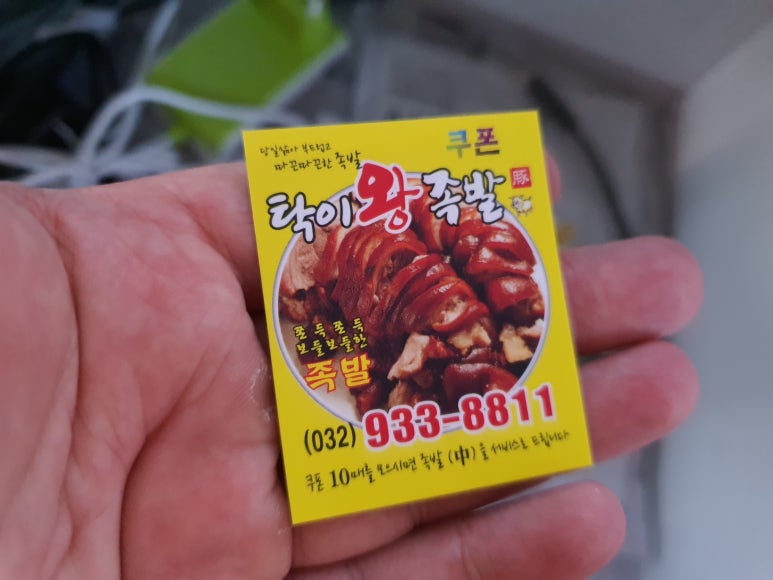 당일삶아 부드럽고
따끈따끈한 족발
쿠폰
탁이왕족발
豚
쫀득쫀득
보들보들한
족발
(032) 933-8811
쿠폰 10매를 모으시면 족발 (中)을 서비스로 드립니다